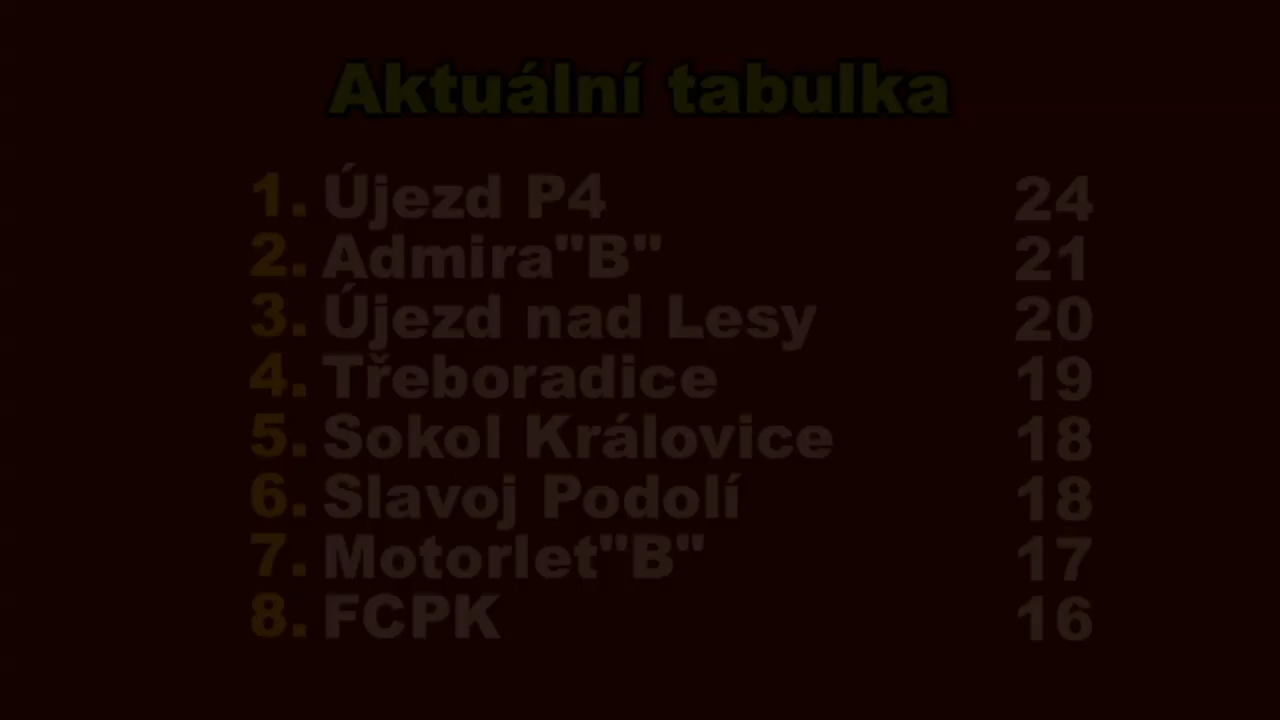 Aktuální tabulka
1. Újezd P4 24
2. Admira"B" 21
3. Újezd nad Lesy 20
4. Třeboradice 19
5. Sokol Královice 18
6. Slavoj Podolí 18
7. Motorlet"B" 17
8. FCPK 16